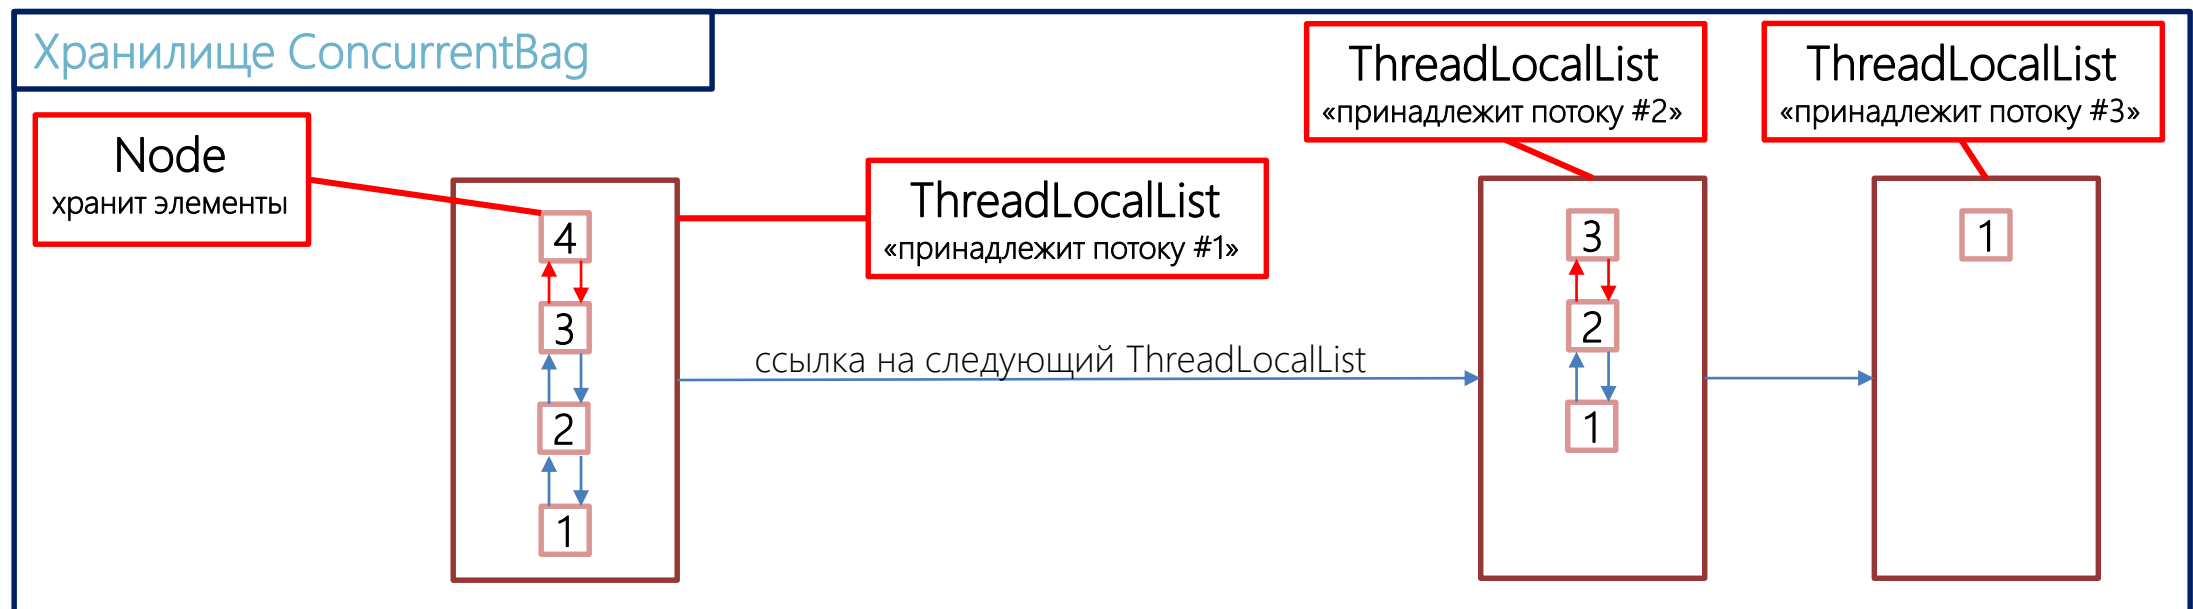 Хранилище ConcurrentBag
ThreadLocalList
«принадлежит потоку #2»
ThreadLocalList
«принадлежит потоку #3»
Node
хранит элементы
ThreadLocalList
«принадлежит потоку #1»
4
3
2
1
ссылка на следующий ThreadLocalList
3
2
1
1